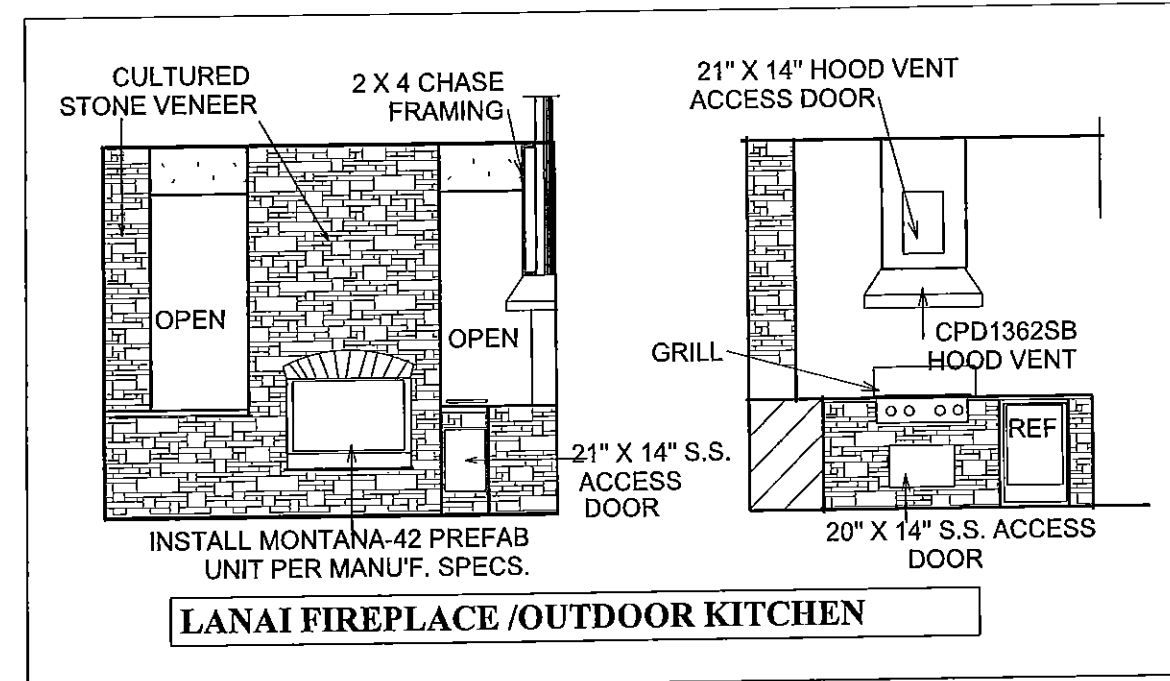 CULTURED
STONE VENEER
2 X 4 CHASE
FRAMING
21" X 14" HOOD VENT
ACCESS DOOR
OPEN
OPEN
CPD1362SB
HOOD VENT
GRILL
REF
21" X 14" S.S.
ACCESS
DOOR
INSTALL MONTANA-42 PREFAB
UNIT PER MANU'F. SPECS.
20" X 14" S.S. ACCESS
DOOR
LANAI FIREPLACE /OUTDOOR KITCHEN